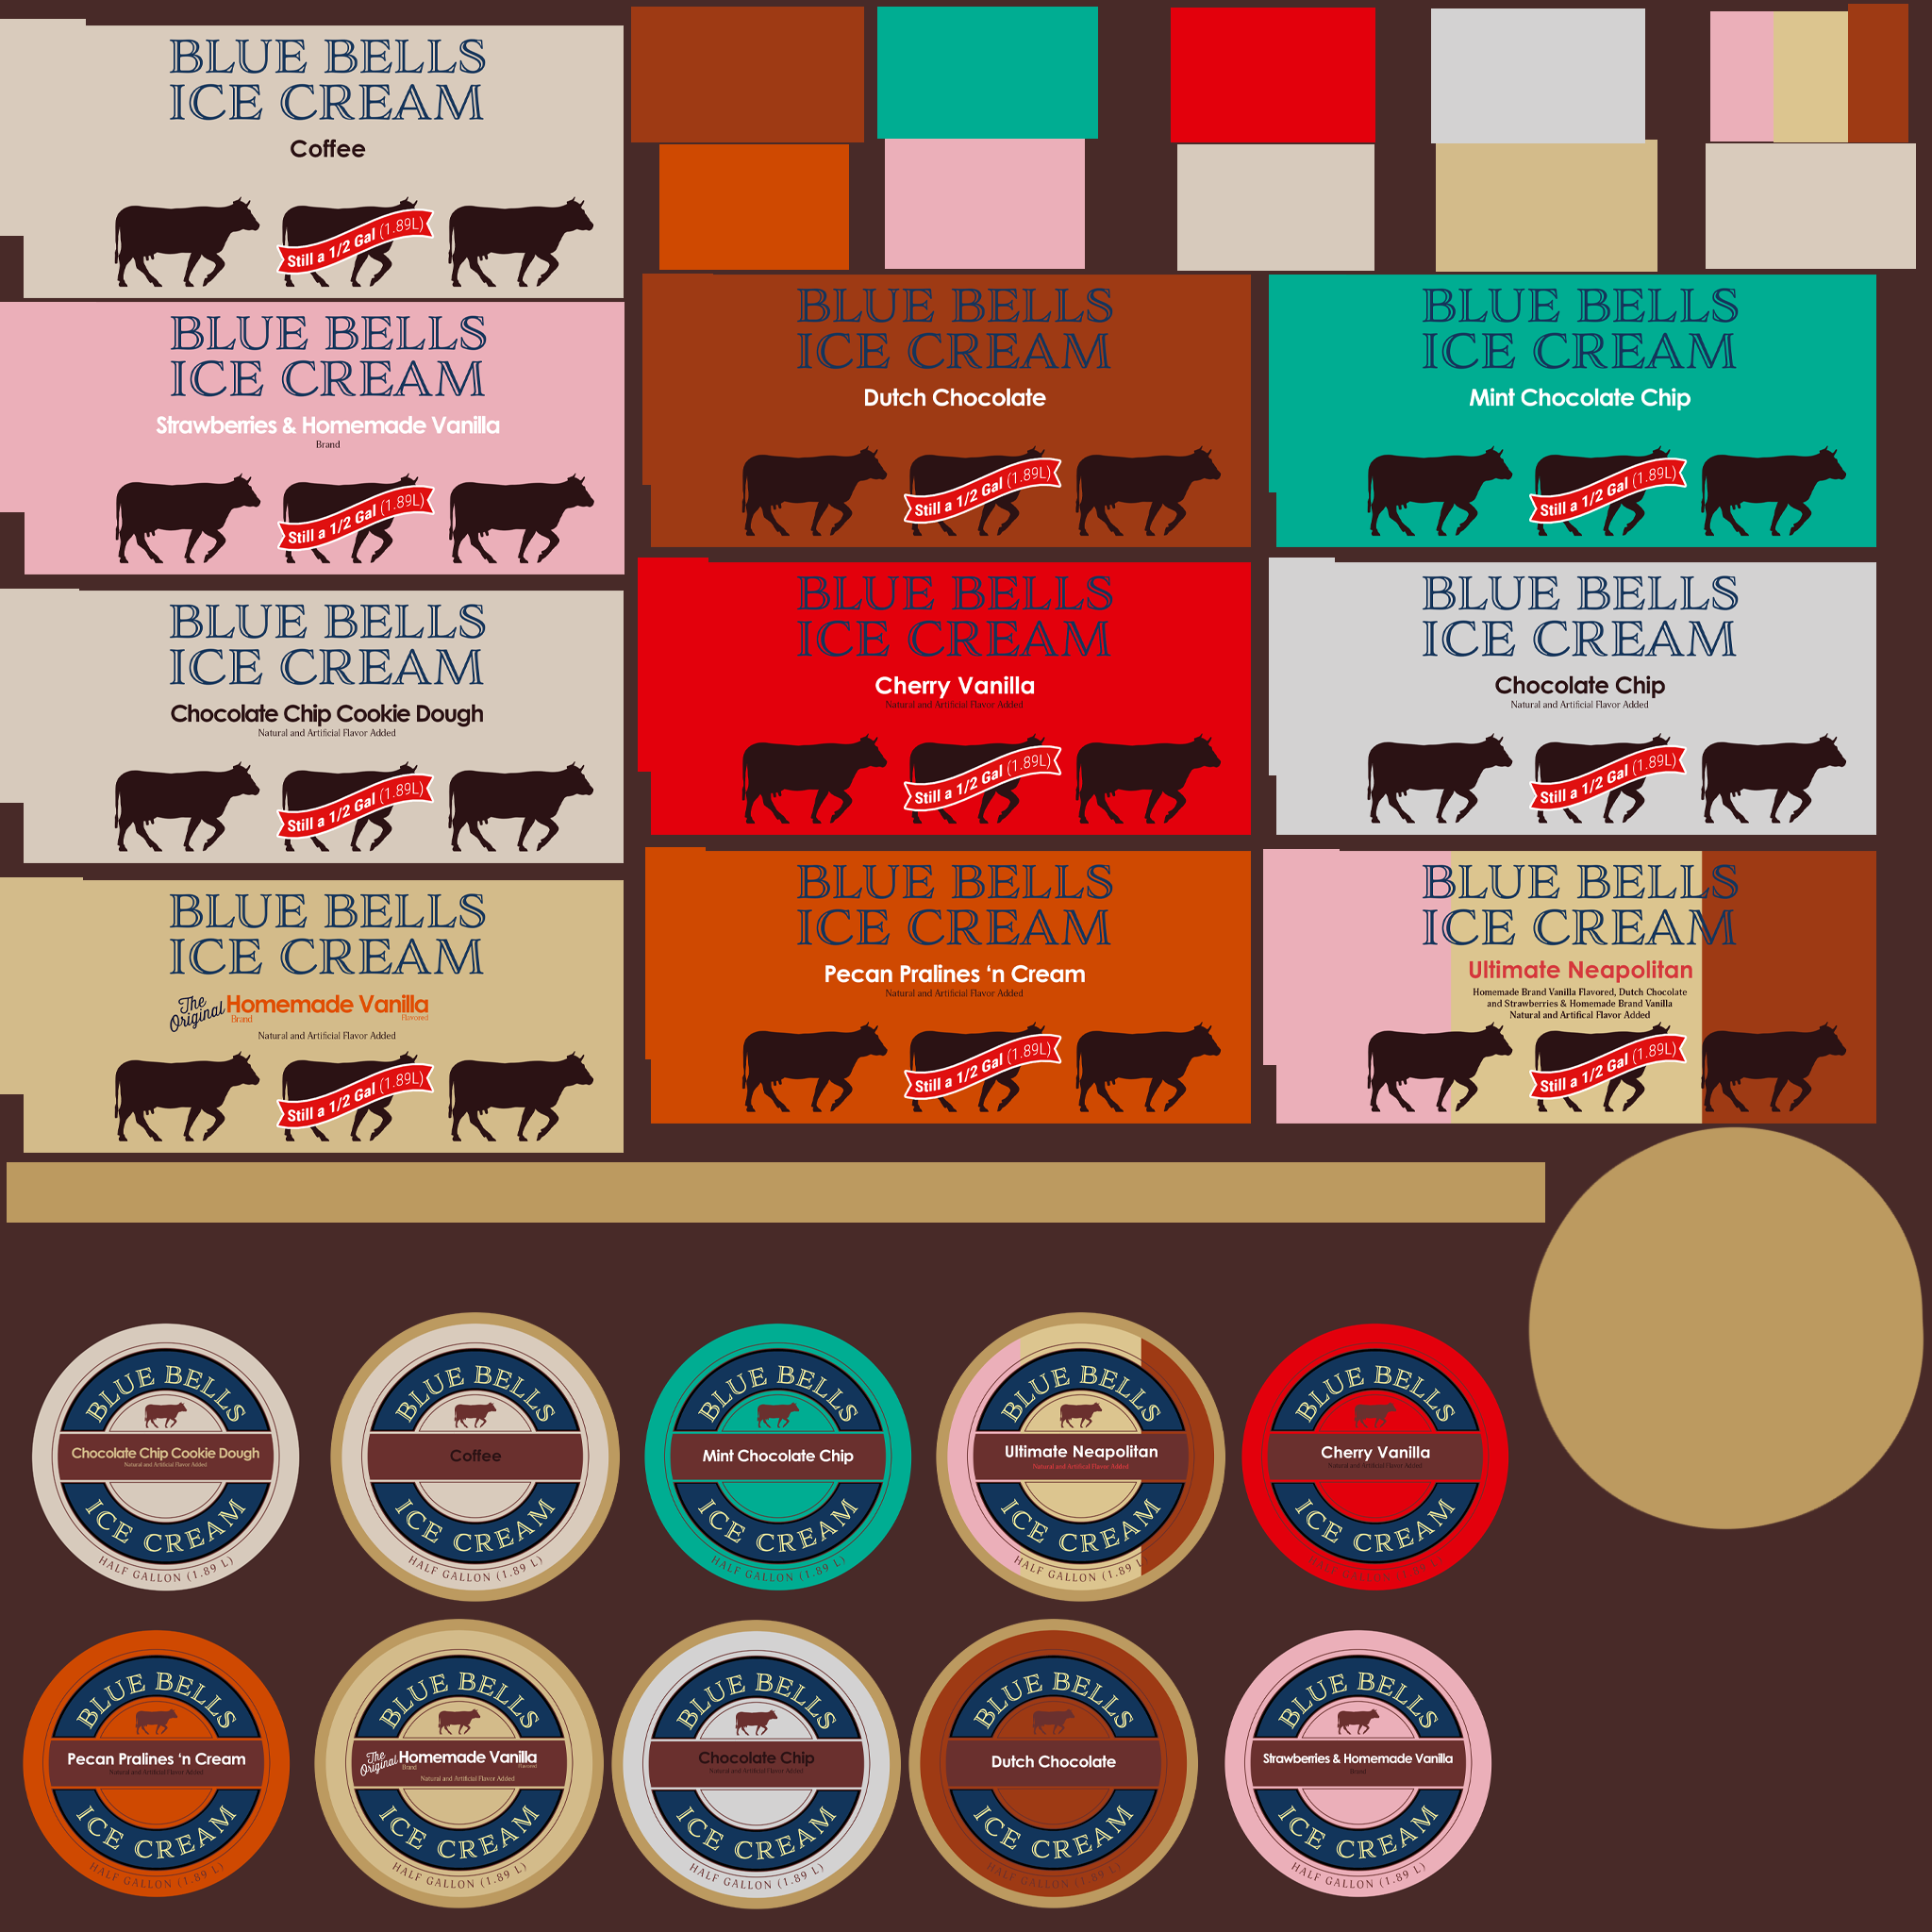 BLUE BELLS
ICE CREAM
Coffee
Still a 1/2 Gal (1.89L)
BLUE BELLS
ICE CREAM
Strawberries & Homemade Vanilla
Brand
Still a 1/2 Gal (1.89L)
BLUE BELLS
ICE CREAM
Dutch Chocolate
Still a 1/2 Gal (1.89L)
BLUE BELLS
ICE CREAM
Mint Chocolate Chip
Still a 1/2 Gal (1.89L)
BLUE BELLS
ICE CREAM
Chocolate Chip Cookie Dough
Natural and Artificial Flavor Added
Still a 1/2 Gal (1.89L)
BLUE BELLS
ICE CREAM
Cherry Vanilla
Natural and Artificial Flavor Added
Still a 1/2 Gal (1.89L)
BLUE BELLS
ICE CREAM
Chocolate Chip
Natural and Artificial Flavor Added
Still a 1/2 Gal (1.89L)
BLUE BELLS
ICE CREAM
The Original Homemade Vanilla
Brand Flavored
Natural and Artificial Flavor Added
Still a 1/2 Gal (1.89L)
BLUE BELLS
ICE CREAM
Pecan Pralines ‘n Cream
Natural and Artificial Flavor Added
Still a 1/2 Gal (1.89L)
BLUE BELLS
ICE CREAM
Ultimate Neapolitan
Homemade Brand Vanilla Flavored, Dutch Chocolate
and Strawberries & Homemade Brand Vanilla
Natural and Artifical Flavor Added
Still a 1/2 Gal (1.89L)
BLUE BELLS
Chocolate Chip Cookie Dough
Natural and Artificial Flavor Added
ICE CREAM
HALF GALLON (1.89 L)
BLUE BELLS
Coffee
ICE CREAM
HALF GALLON (1.89 L)
BLUE BELLS
Mint Chocolate Chip
ICE CREAM
HALF GALLON (1.89 L)
BLUE BELLS
Ultimate Neapolitan
Natural and Artifical Flavor Added
ICE CREAM
HALF GALLON (1.89 L
BLUE BELLS
Cherry Vanilla
Natural and Artificial Flavor Added
ICE CREAM
BLUE BELLS
Pecan Pralines ‘n Cream
Natural and Artificial Flavor Added
ICE CREAM
HALF GALLON (1.89 L)
BLUE BELLS
The Original Homemade Vanilla
Brand Flavored
Natural and Artificial Flavor Added
ICE CREAM
HALF GALLON (1.89 L)
BLUE BELLS
Chocolate Chip
Natural and Artificial Flavor Added
ICE CREAM
HALF GALLON (1.89 L)
BLUE BELLS
Dutch Chocolate
ICE CREAM
HALF GALLON (1.89 L)
BLUE BELLS
Strawberries & Homemade Vanilla
Brand
ICE CREAM
HALF GALLON (1.89 L)